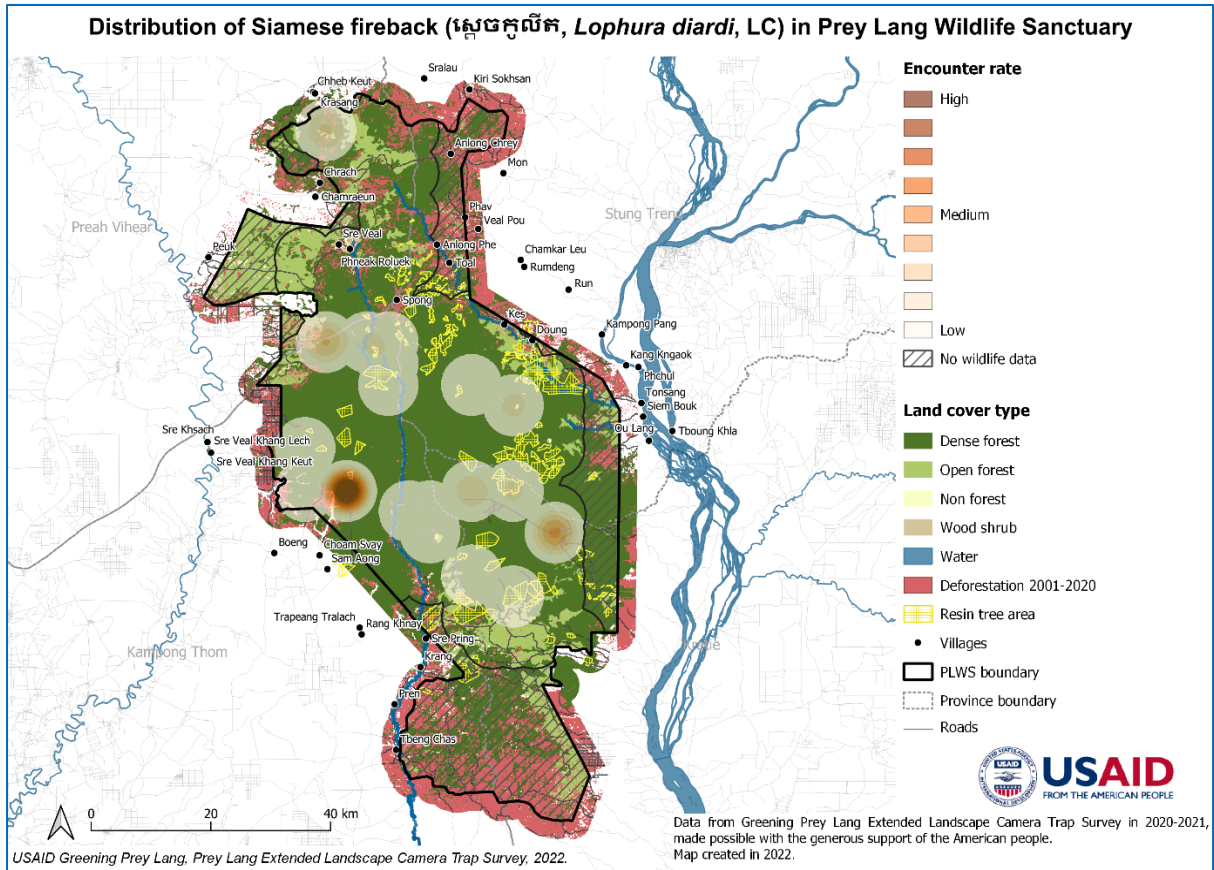 Distribution of Siamese fireback (ស្តេចកូលីត, Lophura diardi, LC) in Prey Lang Wildlife Sanctuary
Sralau
Chheb Keut
Kiri Sokhsan
Krasang
Anlong Chrey
Mon
Chrach
Chamraeun
Phav
Stung Treng
Veal Pou
Preah Vihear
Sre Veal
Anlong Phe
Peuk
Phneak Roluek
Toal
Chamkar Leu
Rumdeng
Run
Spong
Kes
Doung
Kampong Pang
Kang Kngaok
Phchul
Tonsang
Siem Bouk
Ou Lang
Tboung Khla
Sre Khsach
Sre Veal Khang Lech
Sre Veal Khang Keut
Boeng
Choam Svay
Sam Aong
Trapeang Tralach
Rang Khnay
Sre Pring
Kampong Thom
Krang
Kratie
Pren
Tbeng Chas
Encounter rate
High
Medium
Low
No wildlife data
Land cover type
Dense forest
Open forest
Non forest
Wood shrub
Water
Deforestation 2001-2020
Resin tree area
Villages
PLWS boundary
Province boundary
Roads
0 20 40 km
USAID Greening Prey Lang, Prey Lang Extended Landscape Camera Trap Survey, 2022.
USAID
USAID
FROM THE AMERICAN PEOPLE
Data from Greening Prey Lang Extended Landscape Camera Trap Survey in 2020-2021,
made possible with the generous support of the American people.
Map created in 2022.